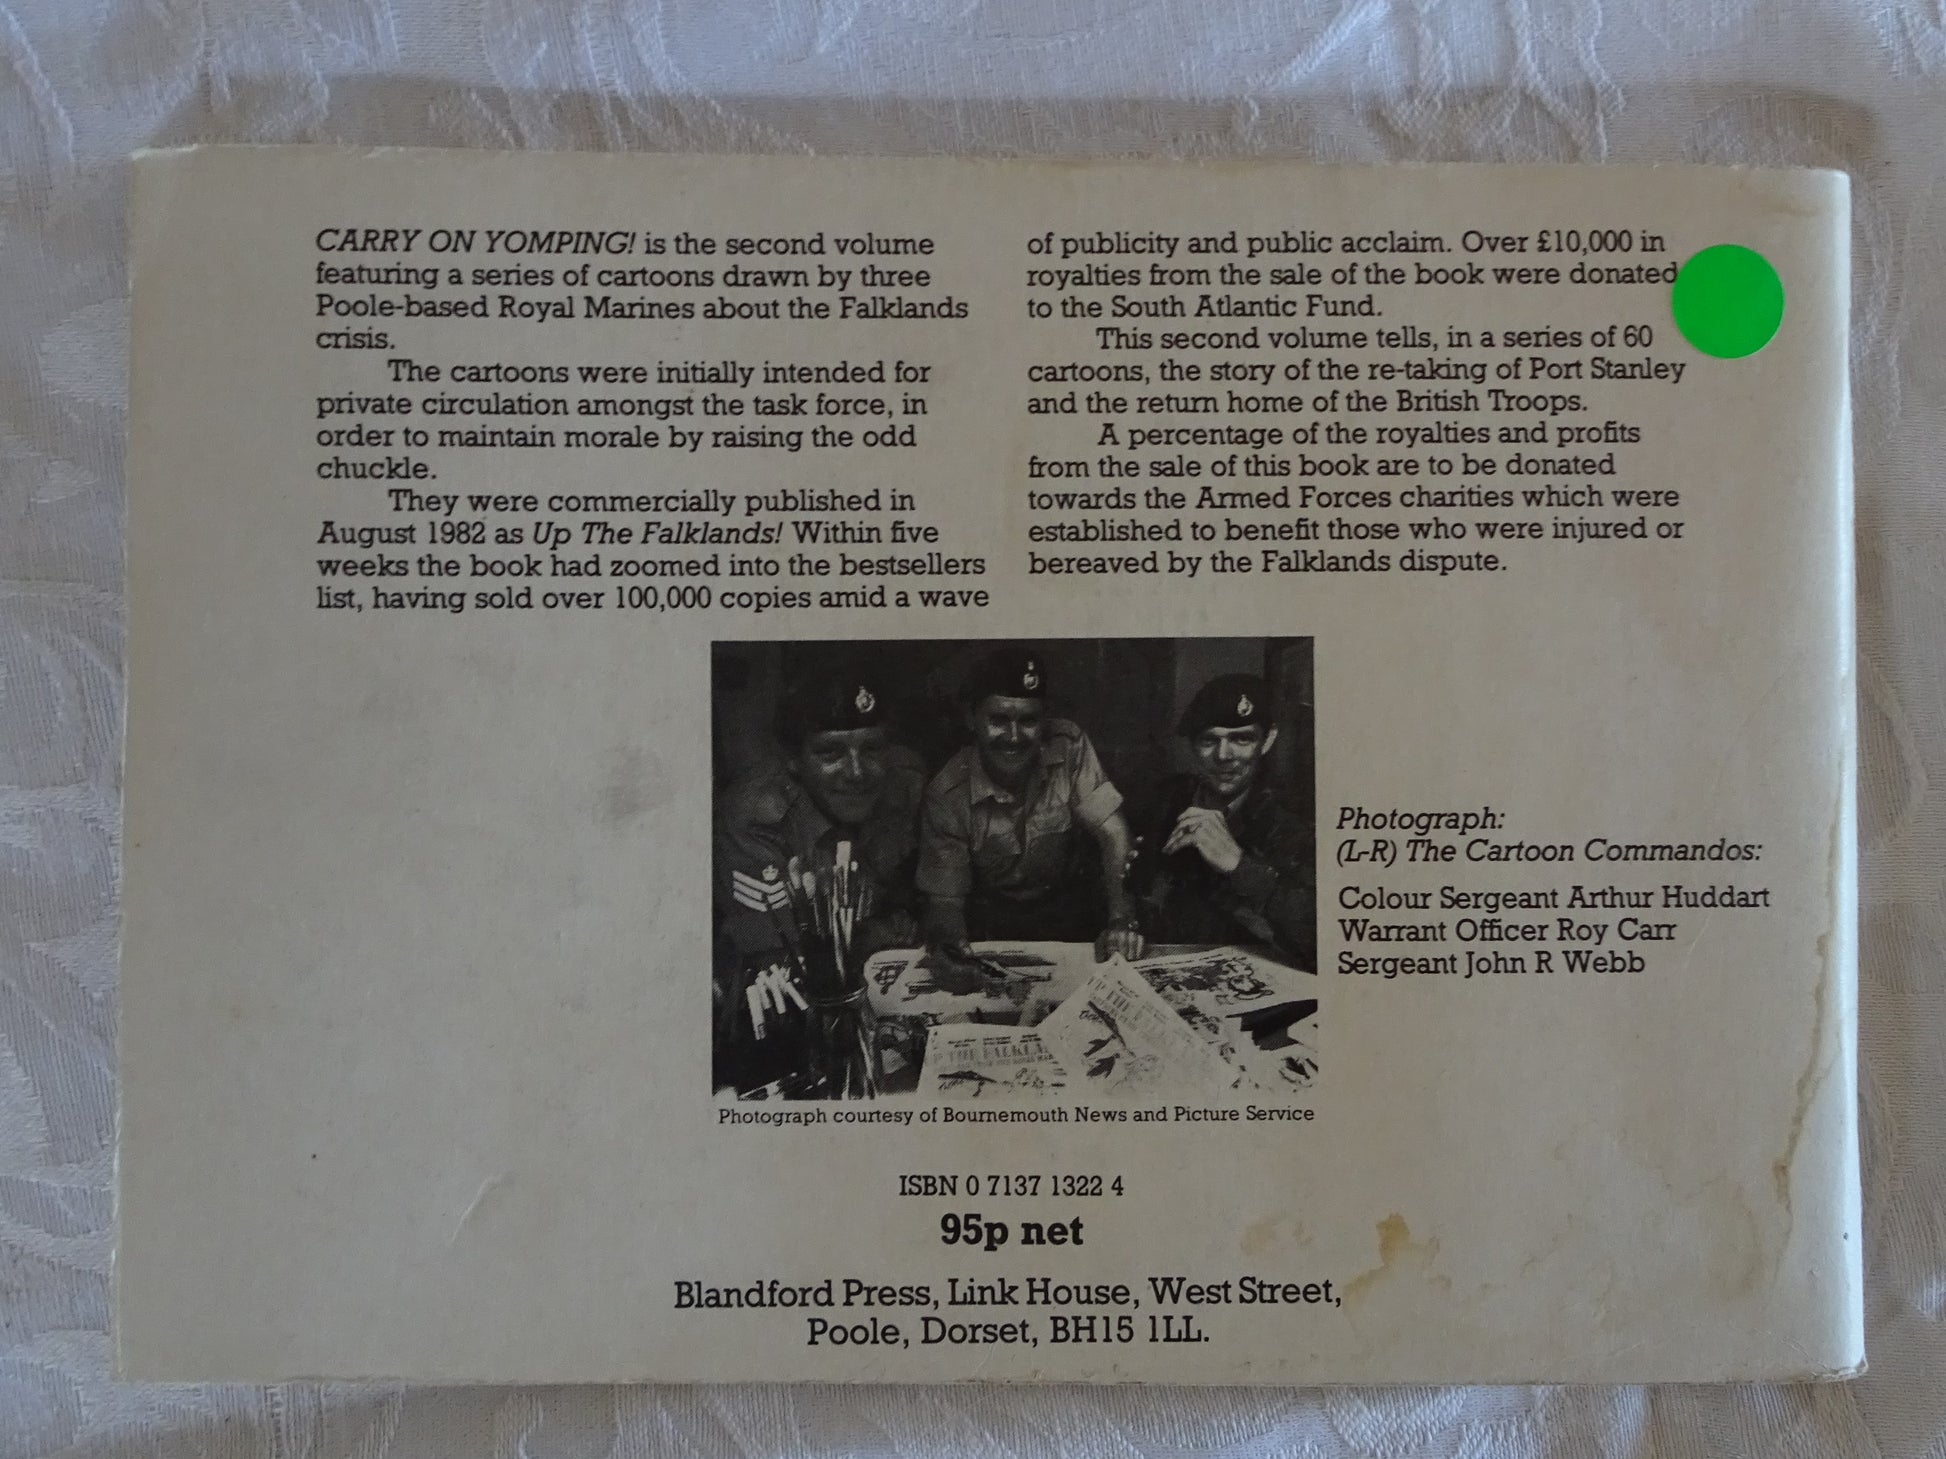 CARRY ON YOMPING! is the second volume
featuring a series of cartoons drawn by three
Poole-based Royal Marines about the Falklands
crisis.
The cartoons were initially intended for
private circulation amongst the task force, in
order to maintain morale by raising the odd
chuckle.
They were commercially published in
August 1982 as Up The Falklands! Within five
weeks the book had zoomed into the bestsellers
list, having sold over 100,000 copies amid a wave
of publicity and public acclaim. Over £10,000 in
royalties from the sale of the book were donated
to the South Atlantic Fund.
This second volume tells, in a series of 60
cartoons, the story of the re-taking of Port Stanley
and the return home of the British Troops.
A percentage of the royalties and profits
from the sale of this book are to be donated
towards the Armed Forces charities which were
established to benefit those who were injured or
bereaved by the Falklands dispute.
Photograph:
(L-R) The Cartoon Commandos:
Colour Sergeant Arthur Huddart
Warrant Officer Roy Carr
Sergeant John R Webb
Photograph courtesy of Bournemouth News and Picture Service
ISBN 0 7137 1322 4
95p net
Blandford Press, Link House, West Street,
Poole, Dorset, BH15 1LL.